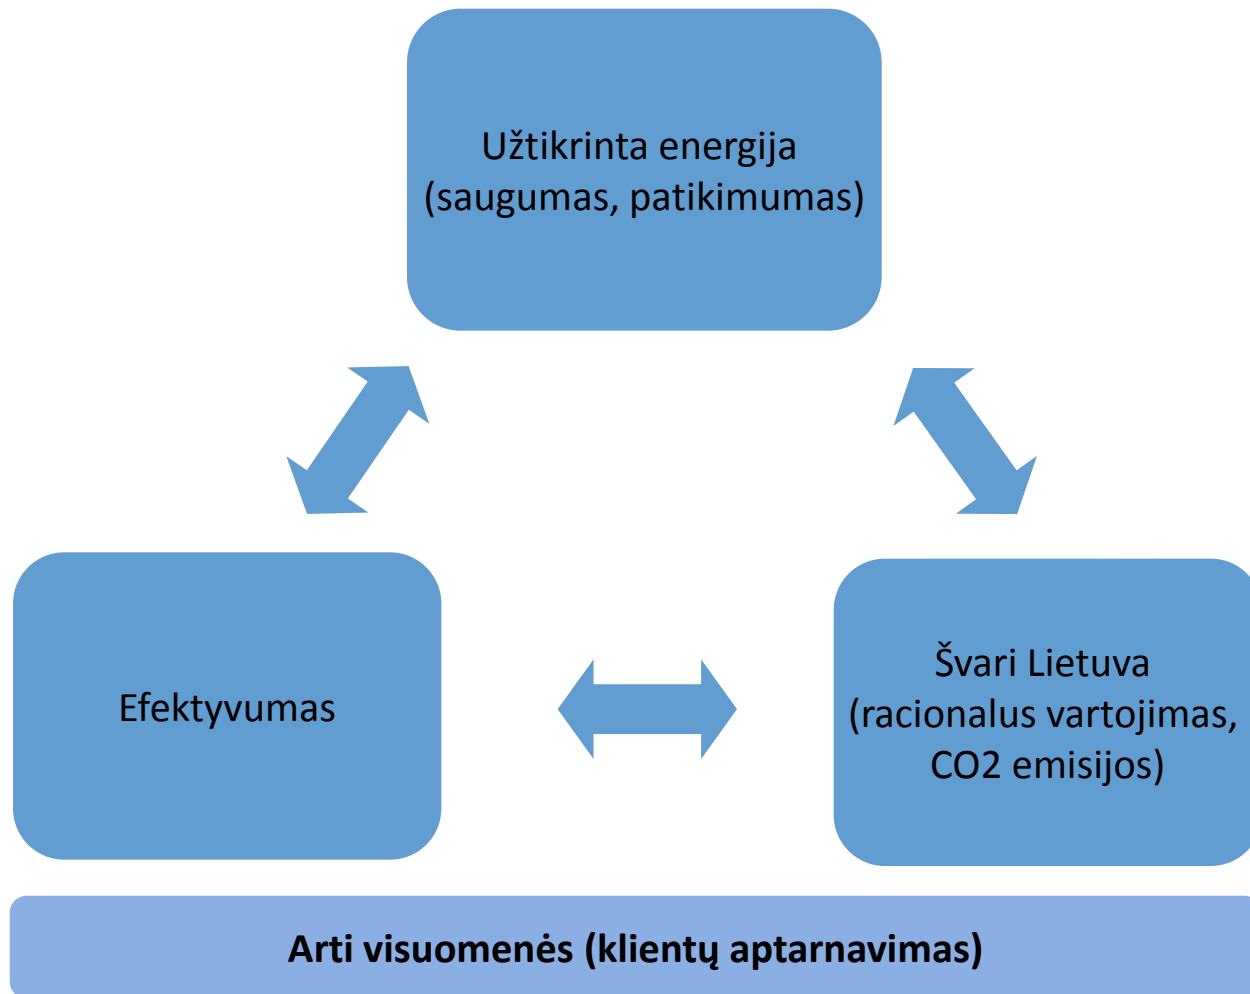 Užtikrinta energija
(saugumas, patikimumas)
Efektyvumas
Švari Lietuva
(racionalus vartojimas,
CO2 emisijos)
Arti visuomenės (klientų aptarnavimas)